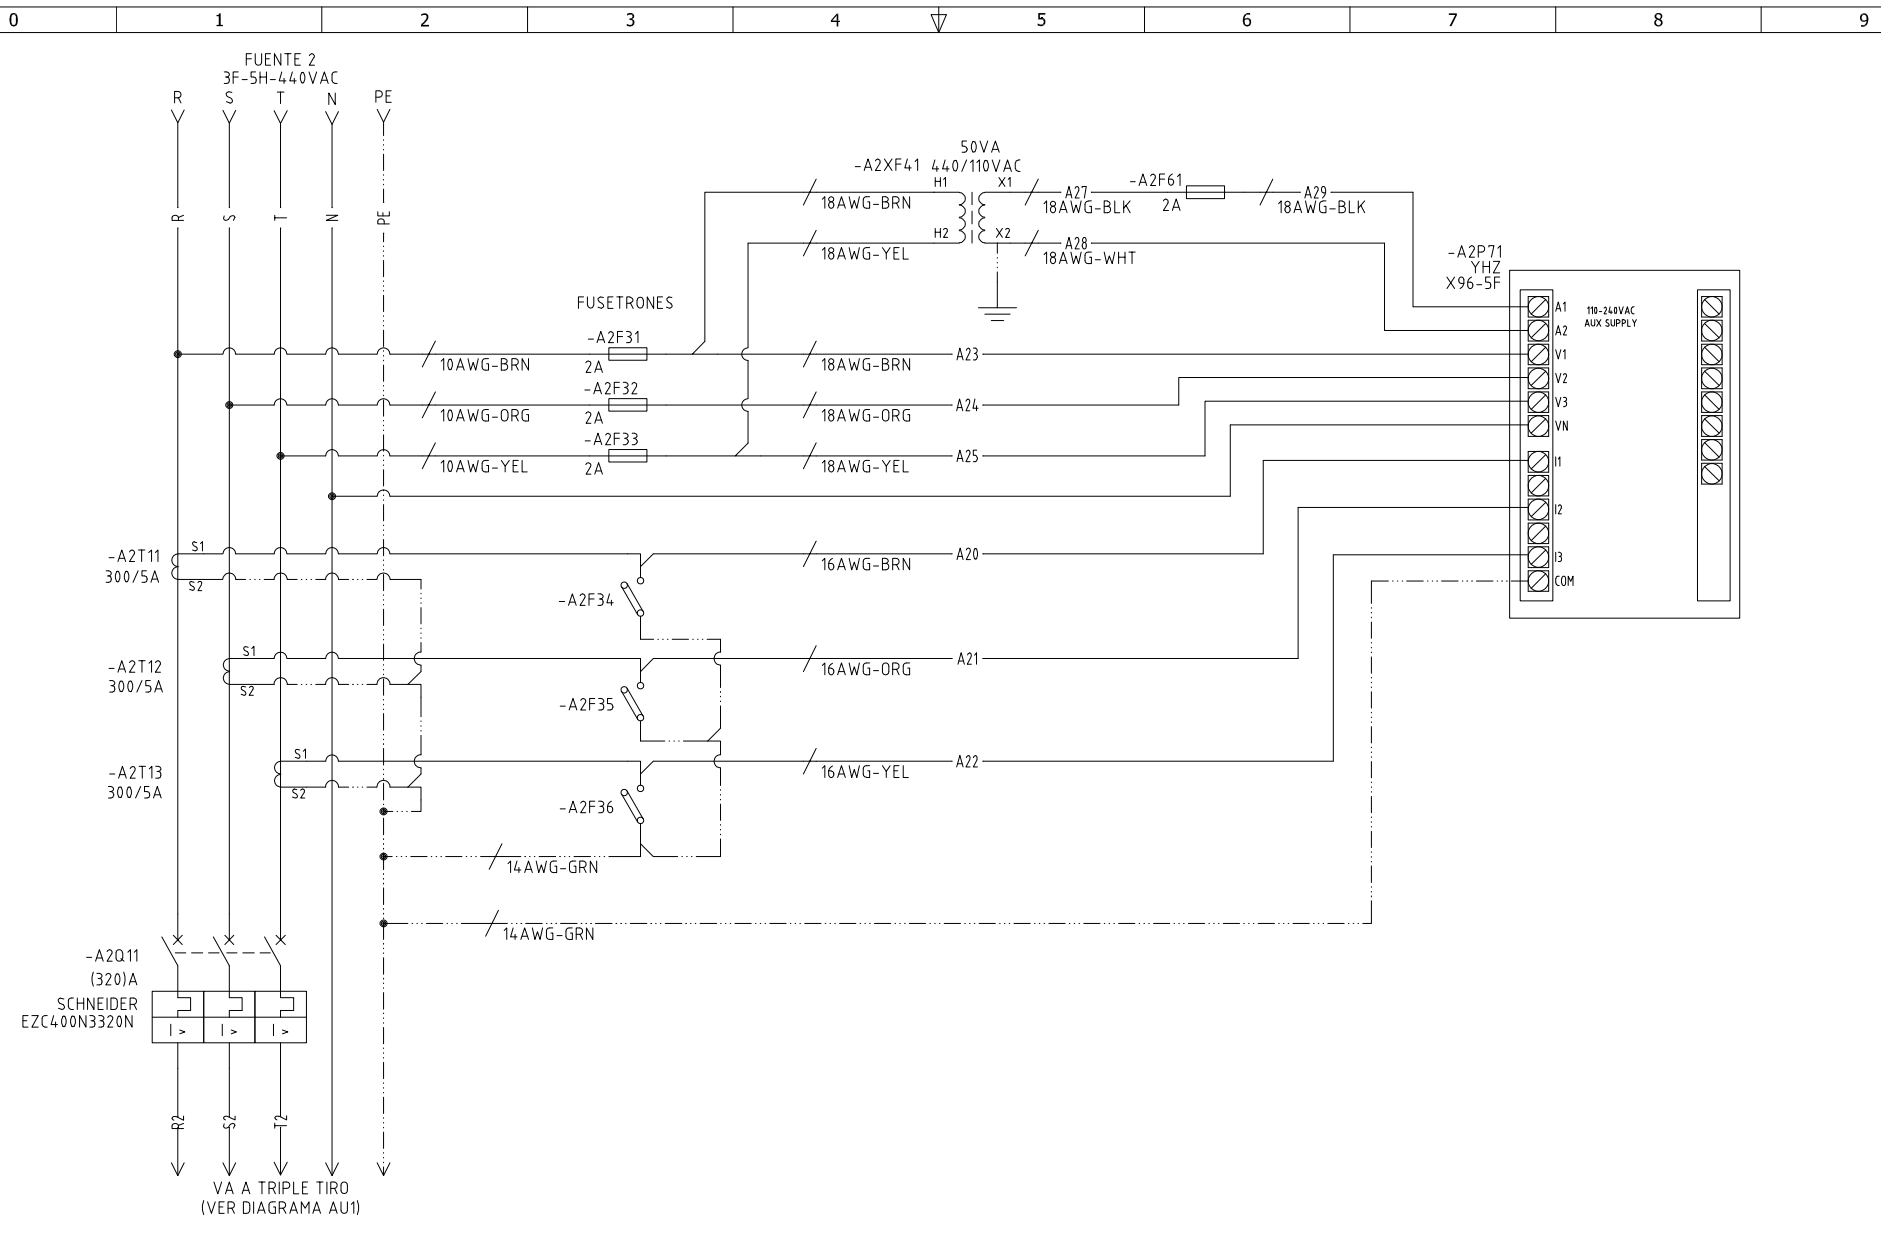 0 1 2 3 4 5 6 7 8 9
FUENTE 2
3F-5H-440VAC
R S T N PE
R S T N PE
50VA
-A2XF41 440/110VAC
H1 X1
A27
-A2F61
A29
18AWG-BRN
18AWG-BLK
2A
18AWG-BLK
H2 X2
A28
18AWG-YEL
18AWG-WHT
-A2P71
YHZ
X96-5F
FUSETRONES
A1
110-240VAC
AUX SUPPLY
A2
V1
V2
V3
VN
I1
I2
I3
COM
-A2F31
2A
10AWG-BRN
18AWG-BRN
A23
-A2F32
2A
10AWG-ORG
18AWG-ORG
A24
-A2F33
2A
10AWG-YEL
18AWG-YEL
A25
-A2T11
300/5A
S1
S2
16AWG-BRN
A20
-A2F34
-A2T12
300/5A
S1
S2
16AWG-ORG
A21
-A2F35
-A2T13
300/5A
S1
S2
16AWG-YEL
A22
-A2F36
14AWG-GRN
14AWG-GRN
-A2Q11
(320)A
SCHNEIDER
EZC400N3320N
I > I > I >
R2 S2 T2
VA A TRIPLE TIRO
(VER DIAGRAMA AU1)